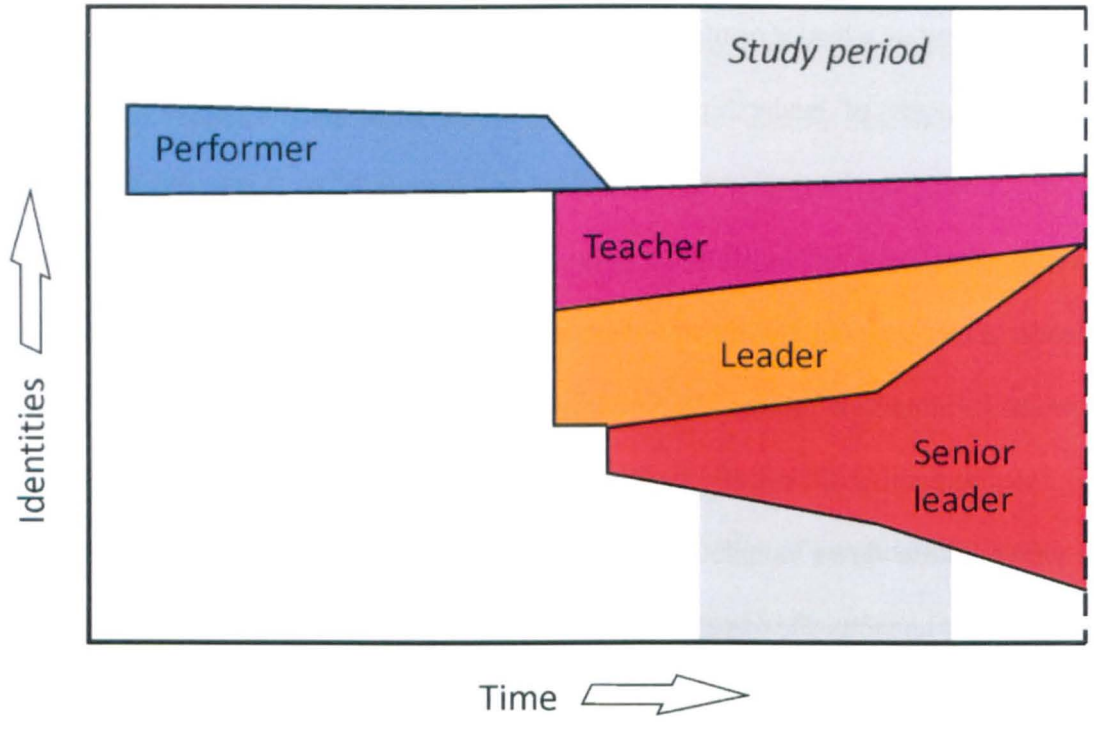 Study period
Performer
Teacher
Leader
Senior
leader
Identities
Time